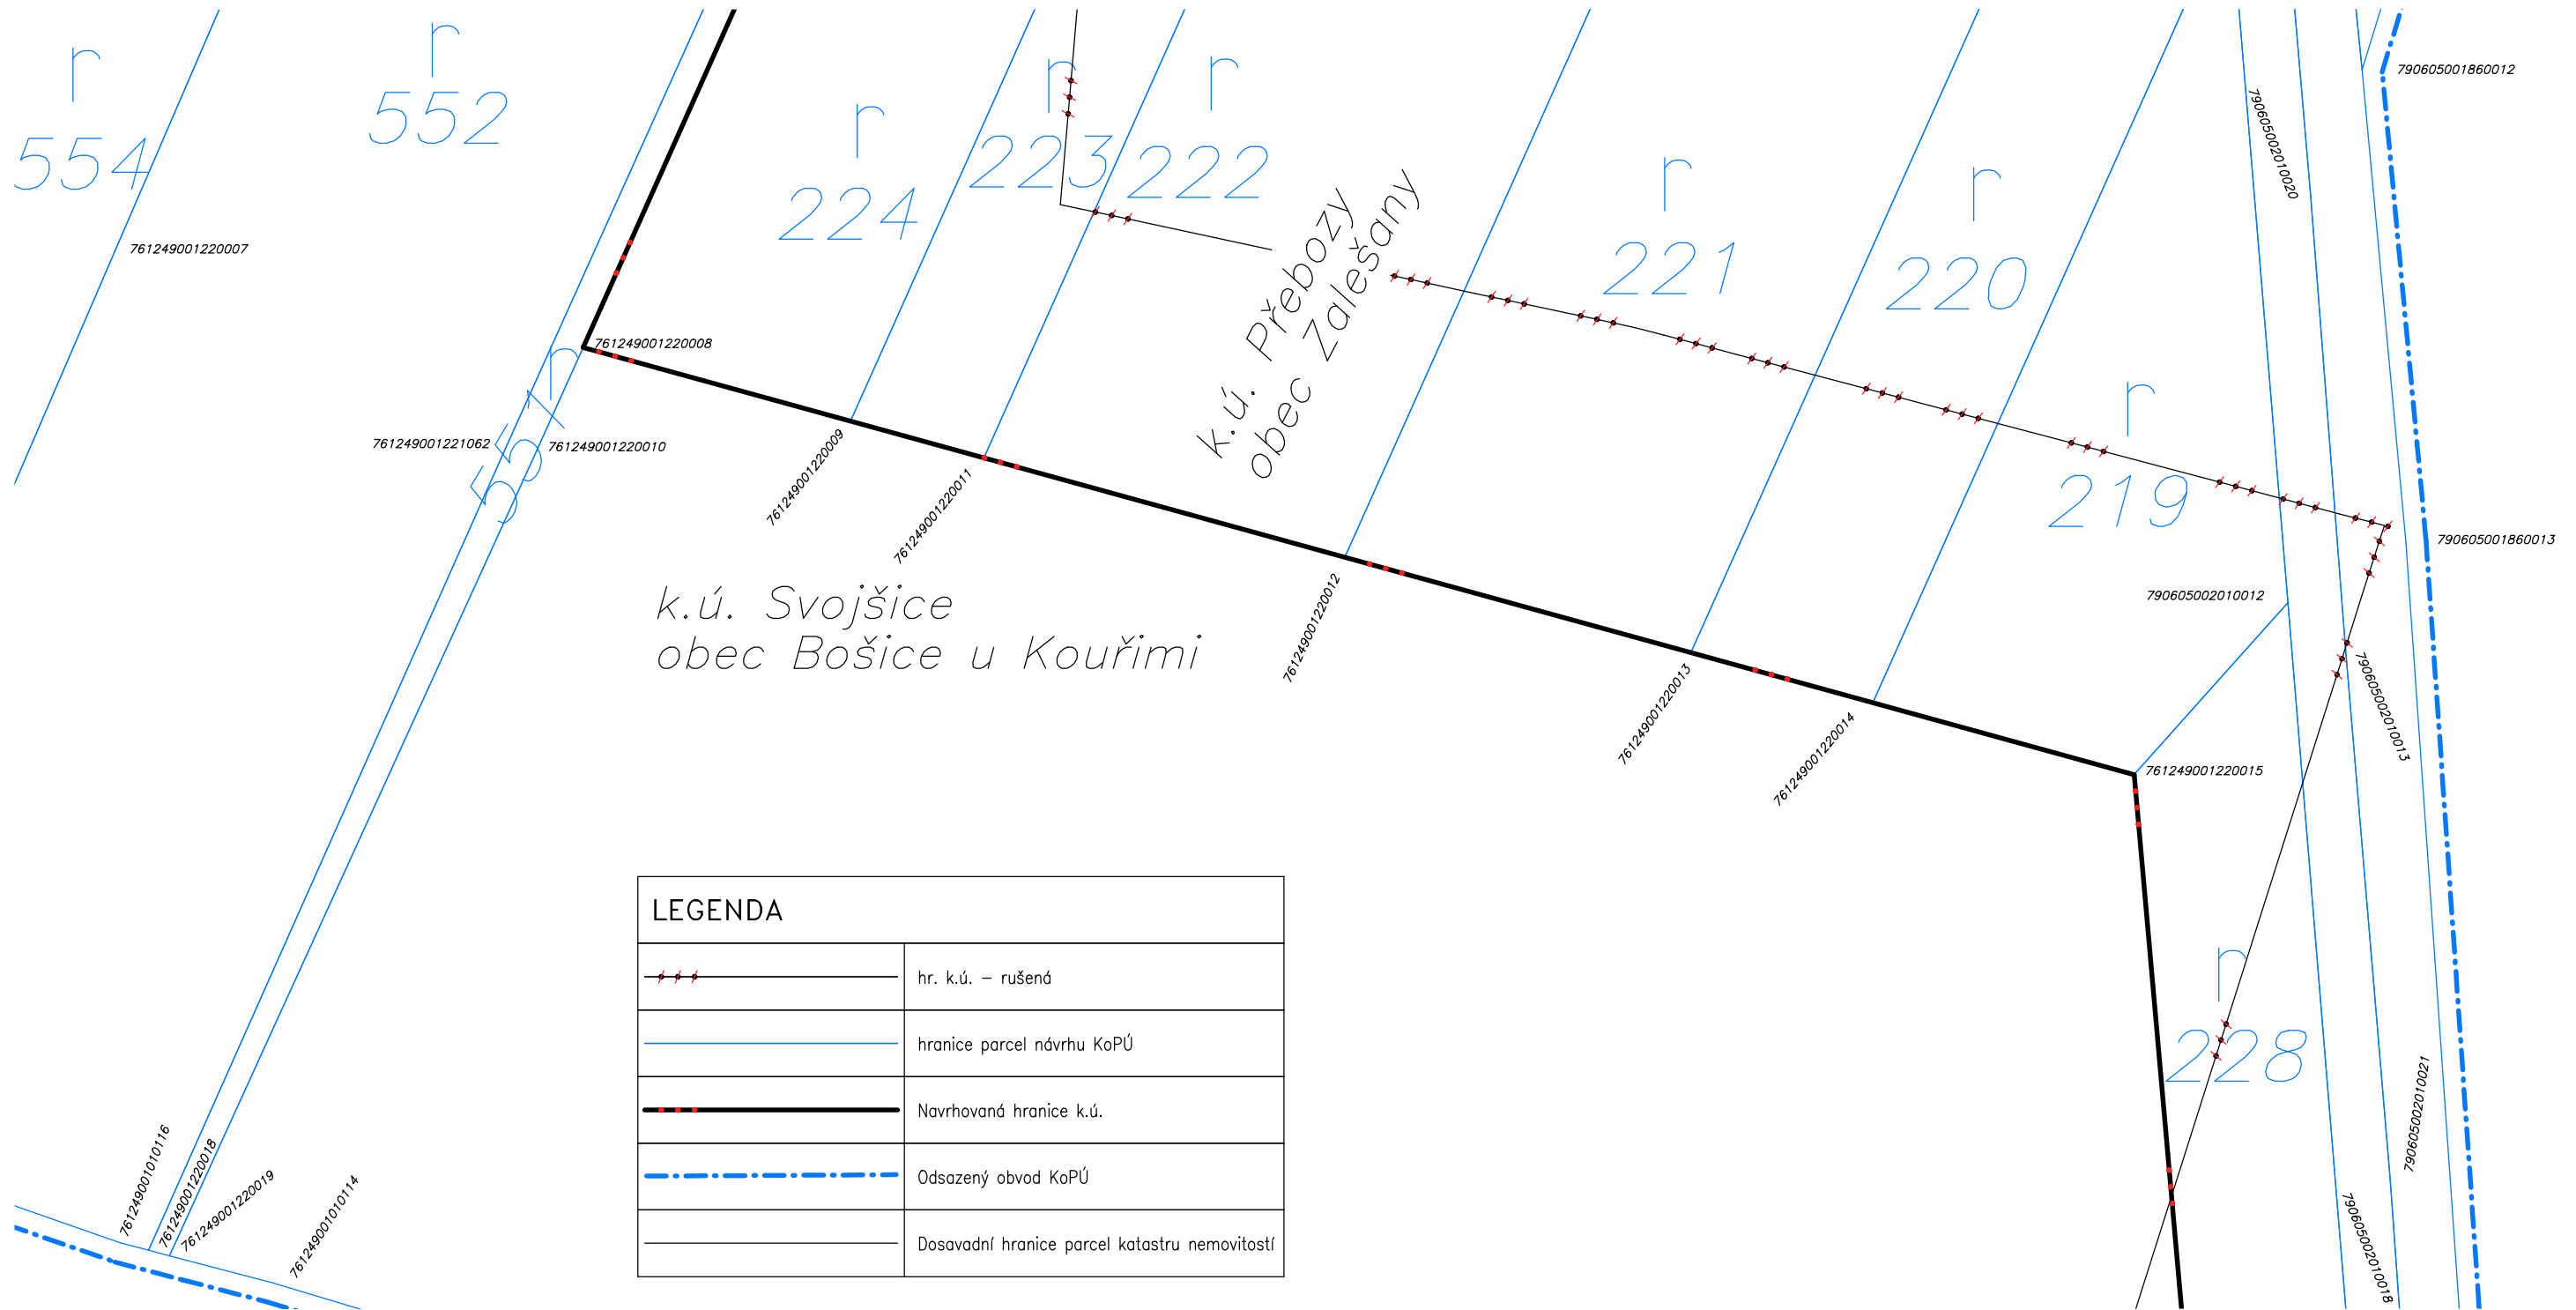 r
554
r
552
r
224
r
223
r
222
r
221
r
220
r
219
r
228
r
551
761249001220007
761249001220008
761249001221062
761249001220010
761249001220009
761249001220011
761249001220012
761249001220013
761249001220014
761249001220015
790605001860012
790605002010020
790605001860013
790605002010012
790605002010013
790605002010021
790605002010018
761249001010116
761249001220018
761249001220019
761249001010114
k.ú. Přebozy
obec Zalešany
k.ú. Svojšice
obec Bošice u Kouřimi
LEGENDA
hr. k.ú. – rušená
hranice parcel návrhu KoPÚ
Navrhovaná hranice k.ú.
Odsazený obvod KoPÚ
Dosavadní hranice parcel katastru nemovitostí